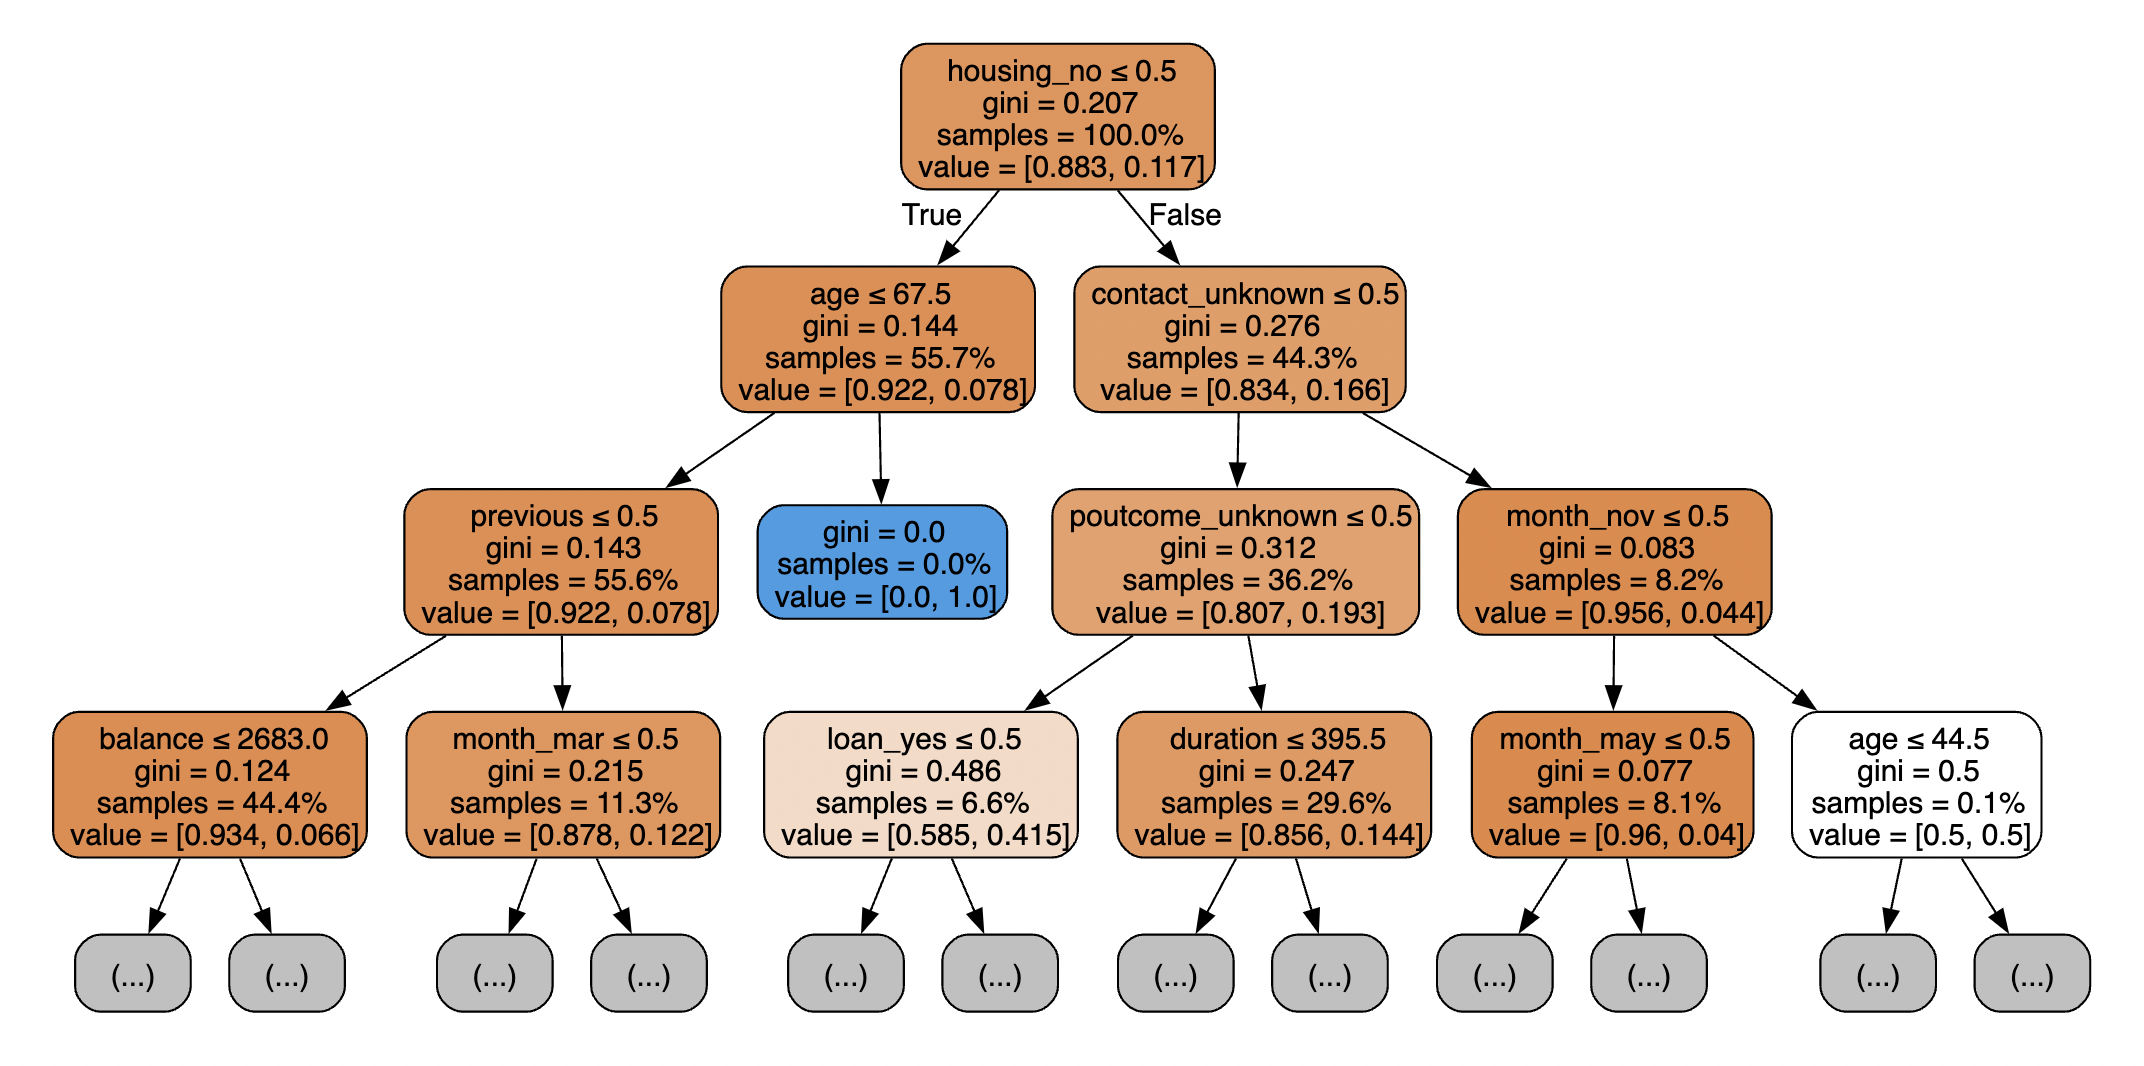 housing_no ≤ 0.5
gini = 0.207
samples = 100.0%
value = [0.883, 0.117]
True
False
age ≤ 67.5
gini = 0.144
samples = 55.7%
value = [0.922, 0.078]
contact_unknown ≤ 0.5
gini = 0.276
samples = 44.3%
value = [0.834, 0.166]
previous ≤ 0.5
gini = 0.143
samples = 55.6%
value = [0.922, 0.078]
gini = 0.0
samples = 0.0%
value = [0.0, 1.0]
poutcome_unknown ≤ 0.5
gini = 0.312
samples = 36.2%
value = [0.807, 0.193]
month_nov ≤ 0.5
gini = 0.083
samples = 8.2%
value = [0.956, 0.044]
balance ≤ 2683.0
gini = 0.124
samples = 44.4%
value = [0.934, 0.066]
month_mar ≤ 0.5
gini = 0.215
samples = 11.3%
value = [0.878, 0.122]
loan_yes ≤ 0.5
gini = 0.486
samples = 6.6%
value = [0.585, 0.415]
duration ≤ 395.5
gini = 0.247
samples = 29.6%
value = [0.856, 0.144]
month_may ≤ 0.5
gini = 0.077
samples = 8.1%
value = [0.96, 0.04]
age ≤ 44.5
gini = 0.5
samples = 0.1%
value = [0.5, 0.5]
(...)
(...)
(...)
(...)
(...)
(...)
(...)
(...)
(...)
(...)
(...)
(...)